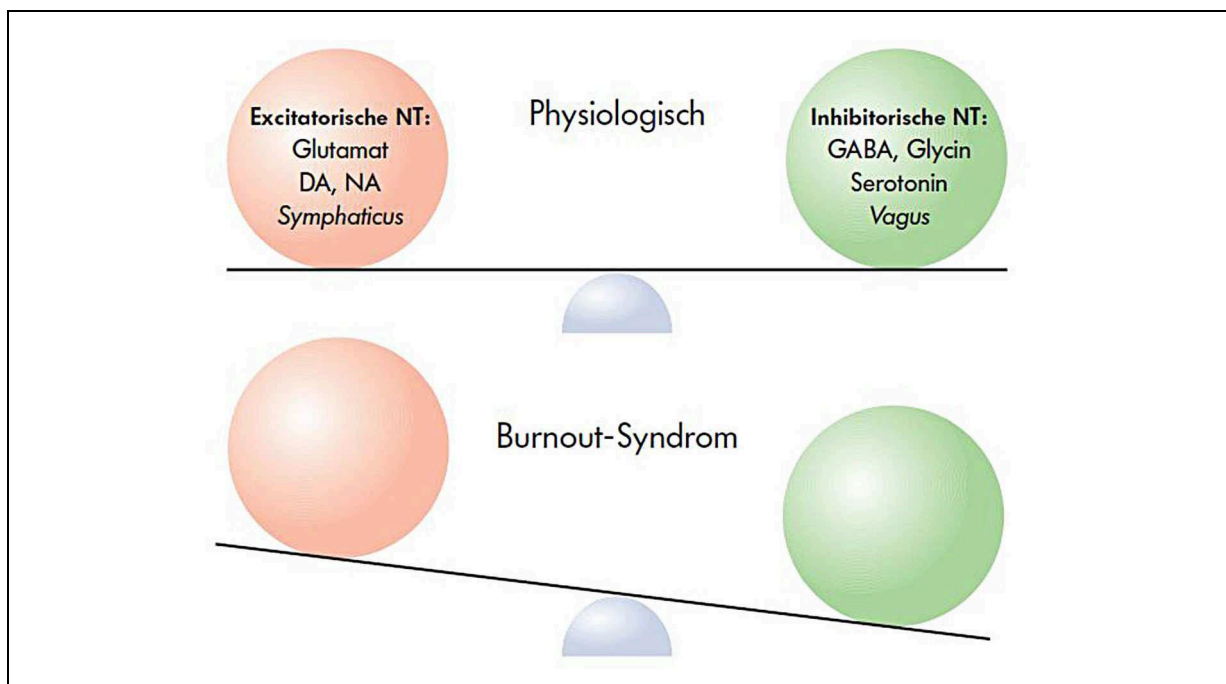 Excitatorische NT:
Glutamat
DA, NA
Symphaticus
Physiologisch
Inhibitorische NT:
GABA, Glycin
Serotonin
Vagus
Burnout-Syndrom